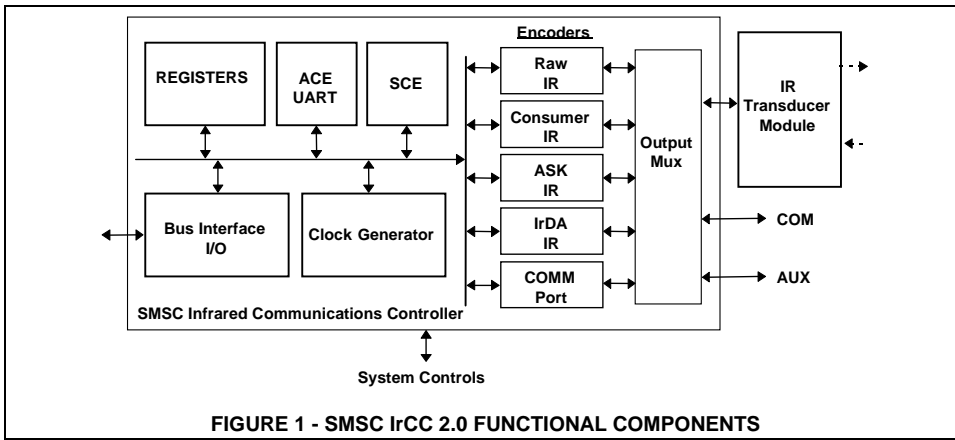 Encoders
REGISTERS
ACE
UART
SCE
Raw
IR
Consumer
IR
ASK
IR
IrDA
IR
COMM
Port
Output
Mux
IR
Transducer
Module
Bus Interface
I/O
Clock Generator
COM
AUX
SMSC Infrared Communications Controller
System Controls
FIGURE 1 - SMSC IrCC 2.0 FUNCTIONAL COMPONENTS